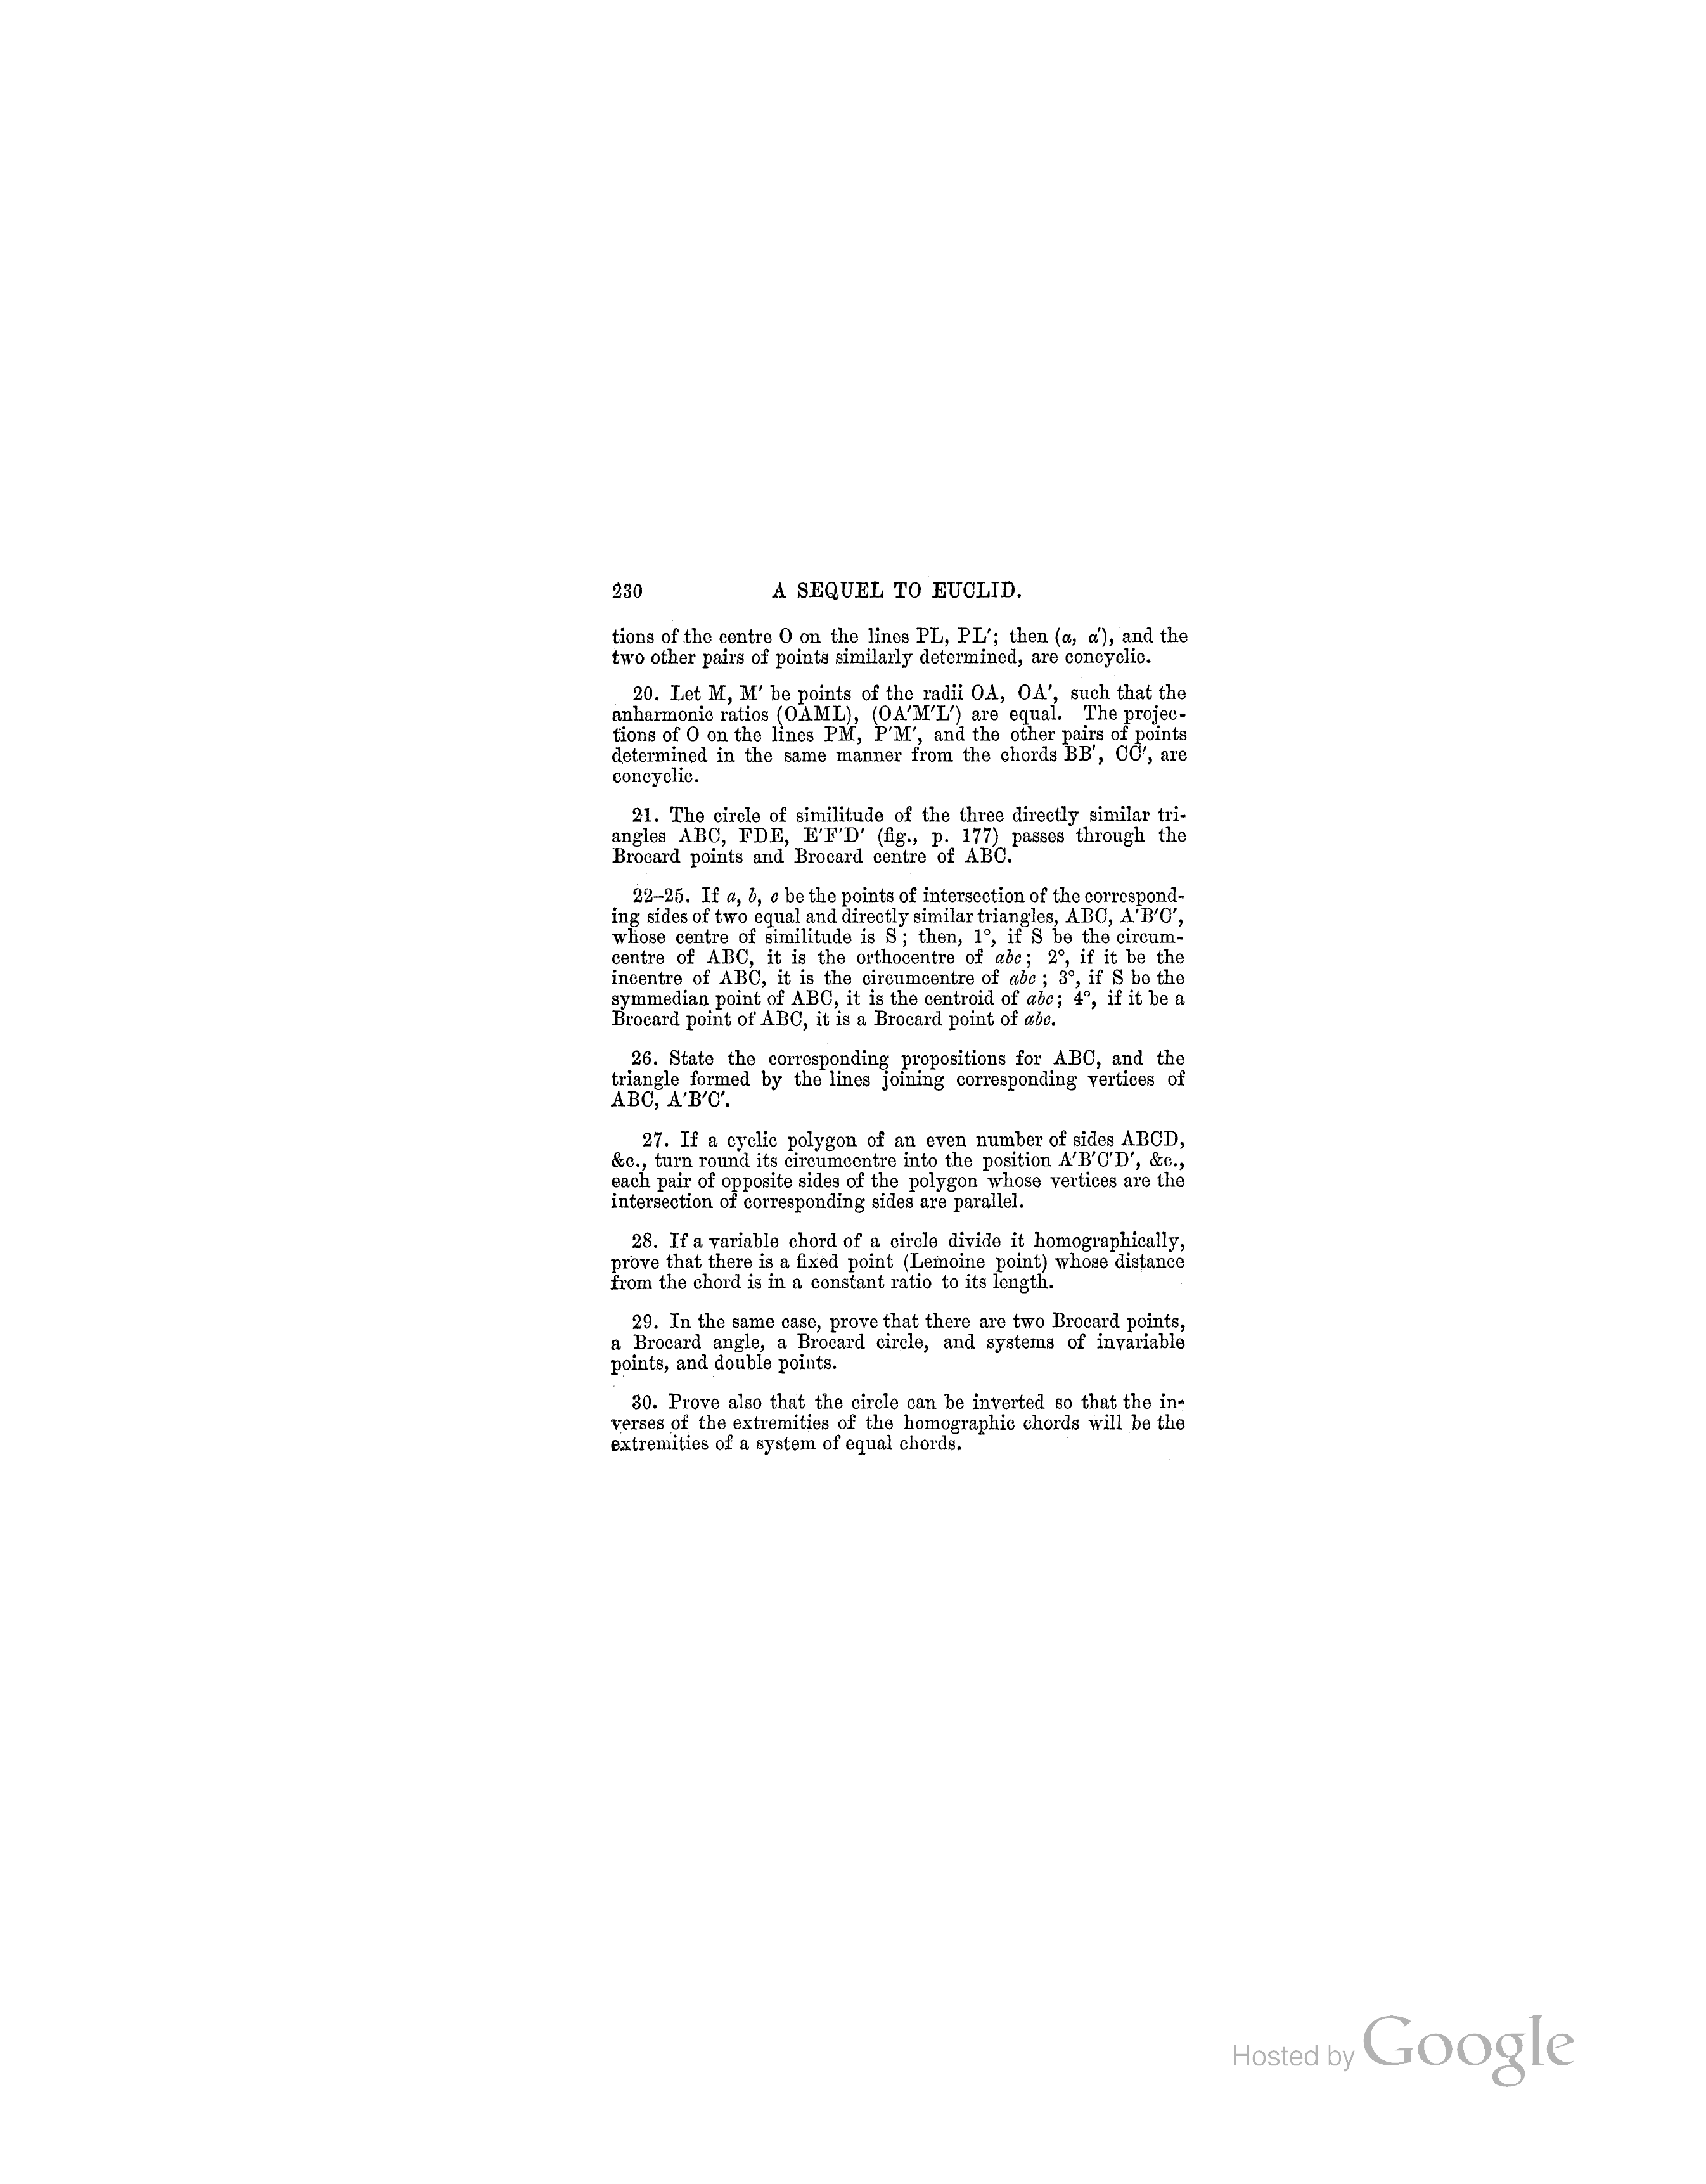 230 A SEQUEL TO EUCLID.
tions of the centre O on the lines PL, PL′; then (α, α′), and the
two other pairs of points similarly determined, are concyclic.
20. Let M, M′ be points of the radii OA, OA′, such that the
anharmonic ratios (OAML), (OA′M′L′) are equal. The projec-
tions of O on the lines PM, P′M′, and the other pairs of points
determined in the same manner from the chords BB′, CC′, are
concyclic.
21. The circle of similitude of the three directly similar tri-
angles ABC, FDE, E′F′D′ (fig., p. 177) passes through the
Brocard points and Brocard centre of ABC.
22–25. If a, b, c be the points of intersection of the correspond-
ing sides of two equal and directly similar triangles, ABC, A′B′C′,
whose centre of similitude is S; then, 1°, if S be the circum-
centre of ABC, it is the orthocentre of abc; 2°, if it be the
incentre of ABC, it is the circumcentre of abc; 3°, if S be the
symmedian point of ABC, it is the centroid of abc; 4°, if it be a
Brocard point of ABC, it is a Brocard point of abc.
26. State the corresponding propositions for ABC, and the
triangle formed by the lines joining corresponding vertices of
ABC, A′B′C′.
27. If a cyclic polygon of an even number of sides ABCD,
&c., turn round its circumcentre into the position A′B′C′D′, &c.,
each pair of opposite sides of the polygon whose vertices are the
intersection of corresponding sides are parallel.
28. If a variable chord of a circle divide it homographically,
prove that there is a fixed point (Lemoine point) whose distance
from the chord is in a constant ratio to its length.
29. In the same case, prove that there are two Brocard points,
a Brocard angle, a Brocard circle, and systems of invariable
points, and double points.
30. Prove also that the circle can be inverted so that the in-
verses of the extremities of the homographic chords will be the
extremities of a system of equal chords.
Hosted by Google